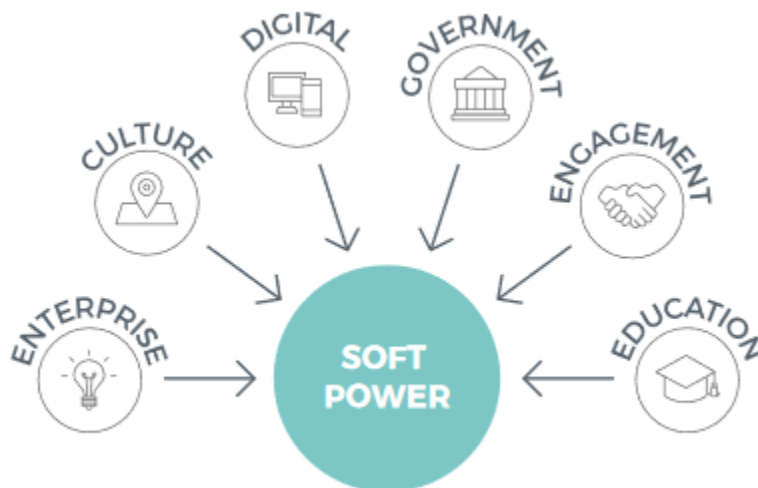 DIGITAL
GOVERNMENT
CULTURE
ENGAGEMENT
ENTERPRISE
EDUCATION
SOFT
POWER